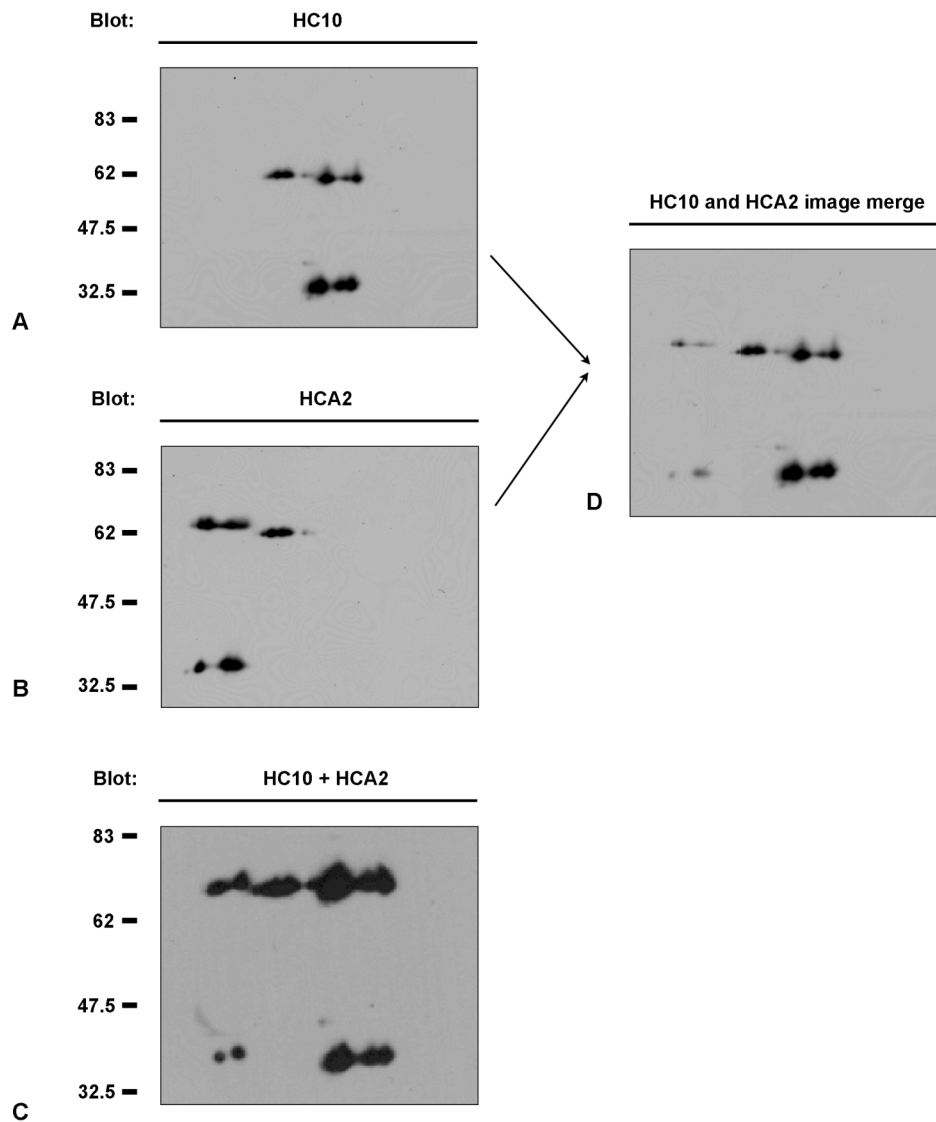 Blot: HC10
83
62
47.5
32.5
A
Blot: HCA2
83
62
47.5
32.5
B
HC10 and HCA2 image merge
D
Blot: HC10 + HCA2
83
62
47.5
32.5
C